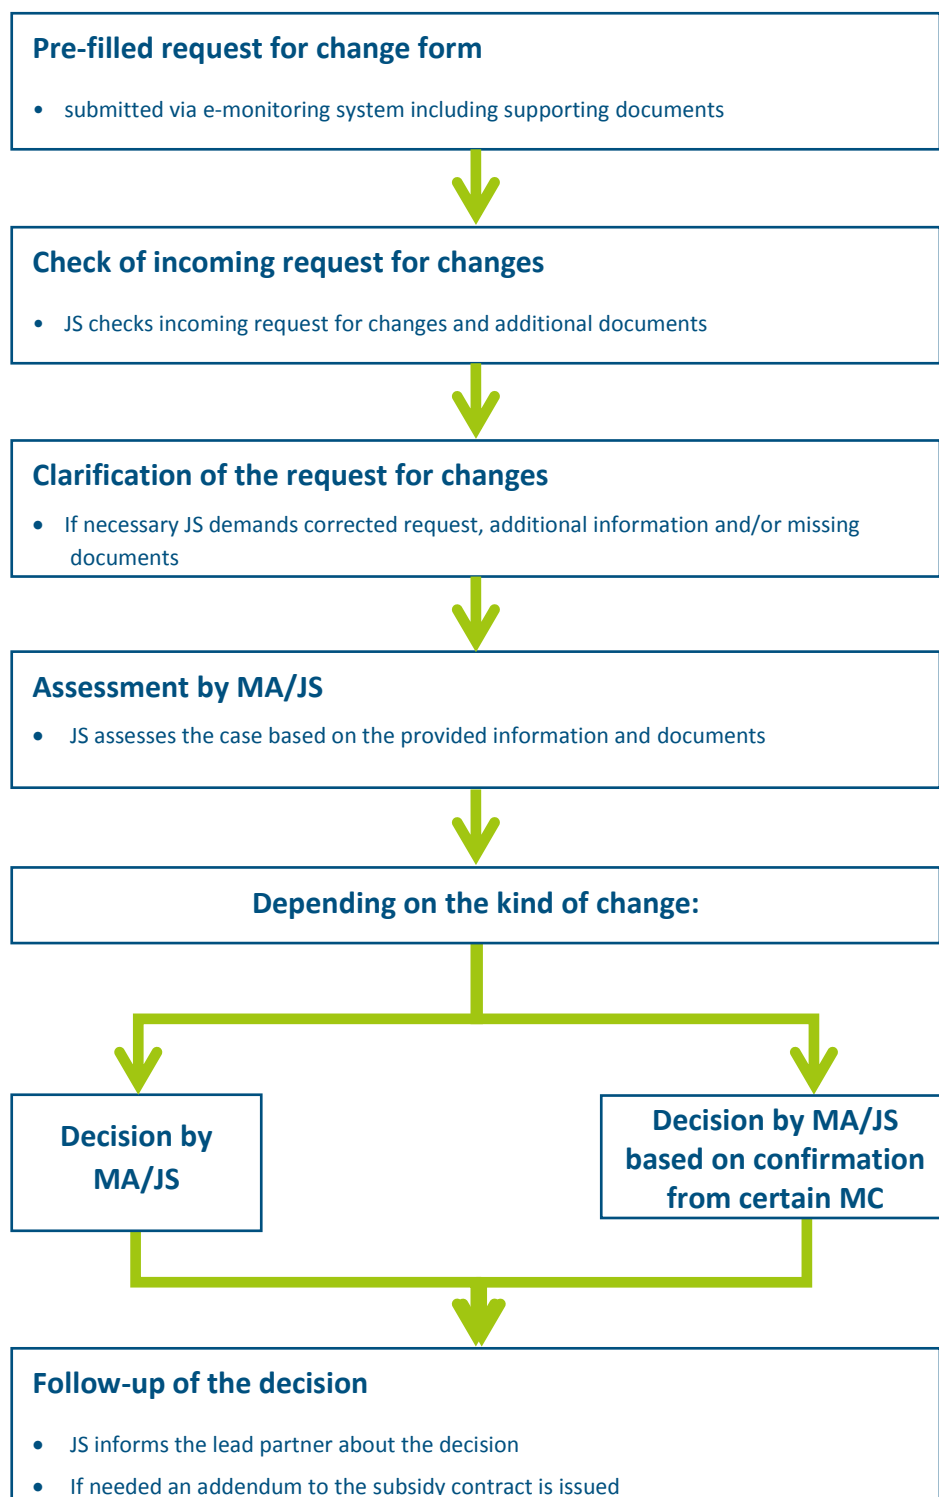 Pre-filled request for change form
• submitted via e-monitoring system including supporting documents
Check of incoming request for changes
• JS checks incoming request for changes and additional documents
Clarification of the request for changes
• If necessary JS demands corrected request, additional information and/or missing
documents
Assessment by MA/JS
• JS assesses the case based on the provided information and documents
Depending on the kind of change:
Decision by
MA/JS
Decision by MA/JS
based on confirmation
from certain MC
Follow-up of the decision
• JS informs the lead partner about the decision
• If needed an addendum to the subsidy contract is issued